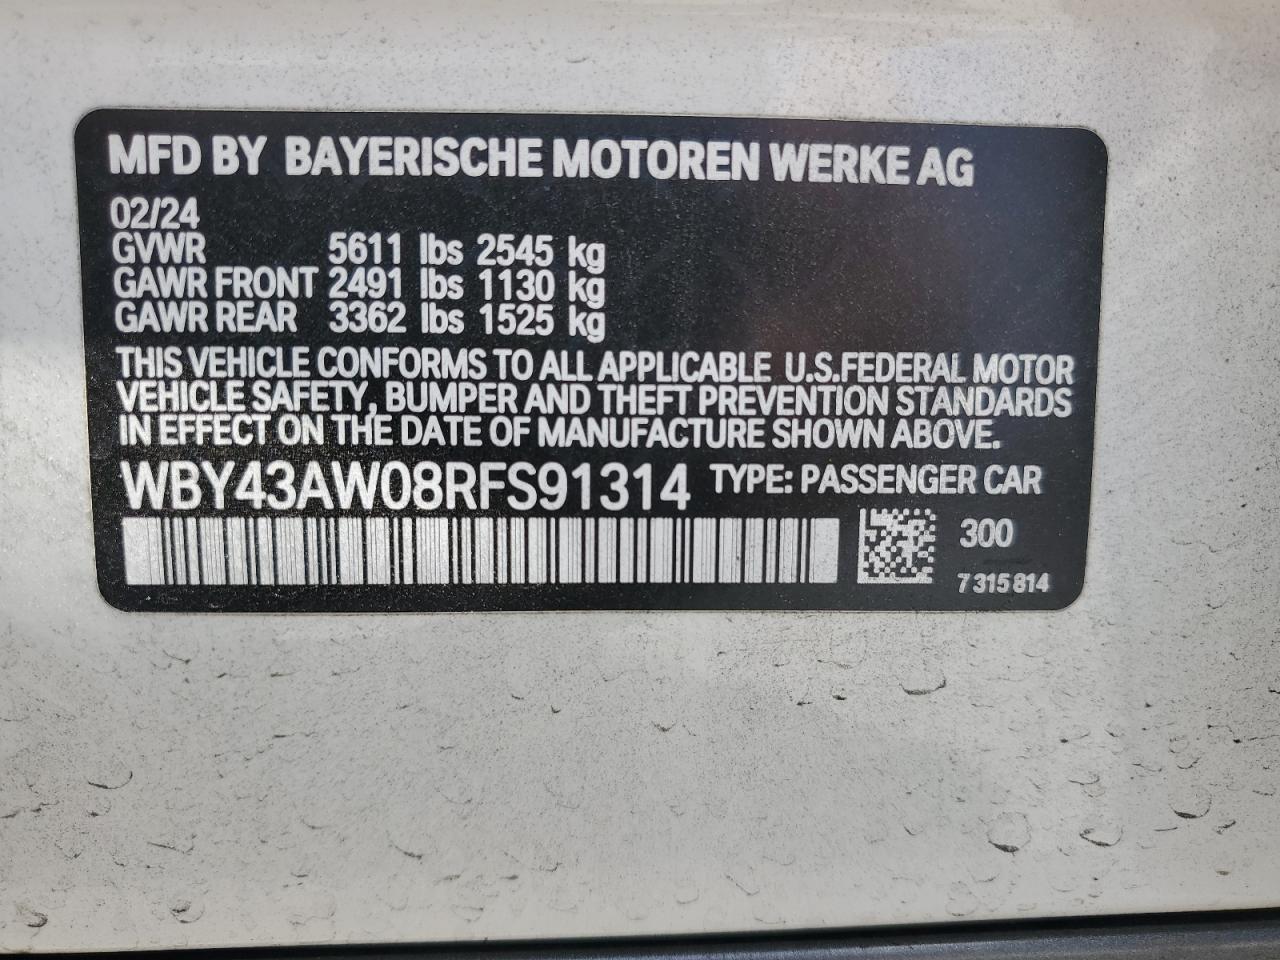 MFD BY BAYERISCHE MOTOREN WERKE AG
02/24
GVWR 5611 lbs 2545 kg
GAWR FRONT 2491 lbs 1130 kg
GAWR REAR 3362 lbs 1525 kg
THIS VEHICLE CONFORMS TO ALL APPLICABLE U.S.FEDERAL MOTOR
VEHICLE SAFETY, BUMPER AND THEFT PREVENTION STANDARDS
IN EFFECT ON THE DATE OF MANUFACTURE SHOWN ABOVE.
WBY43AW08RFS91314 TYPE: PASSENGER CAR
300
7 315 814